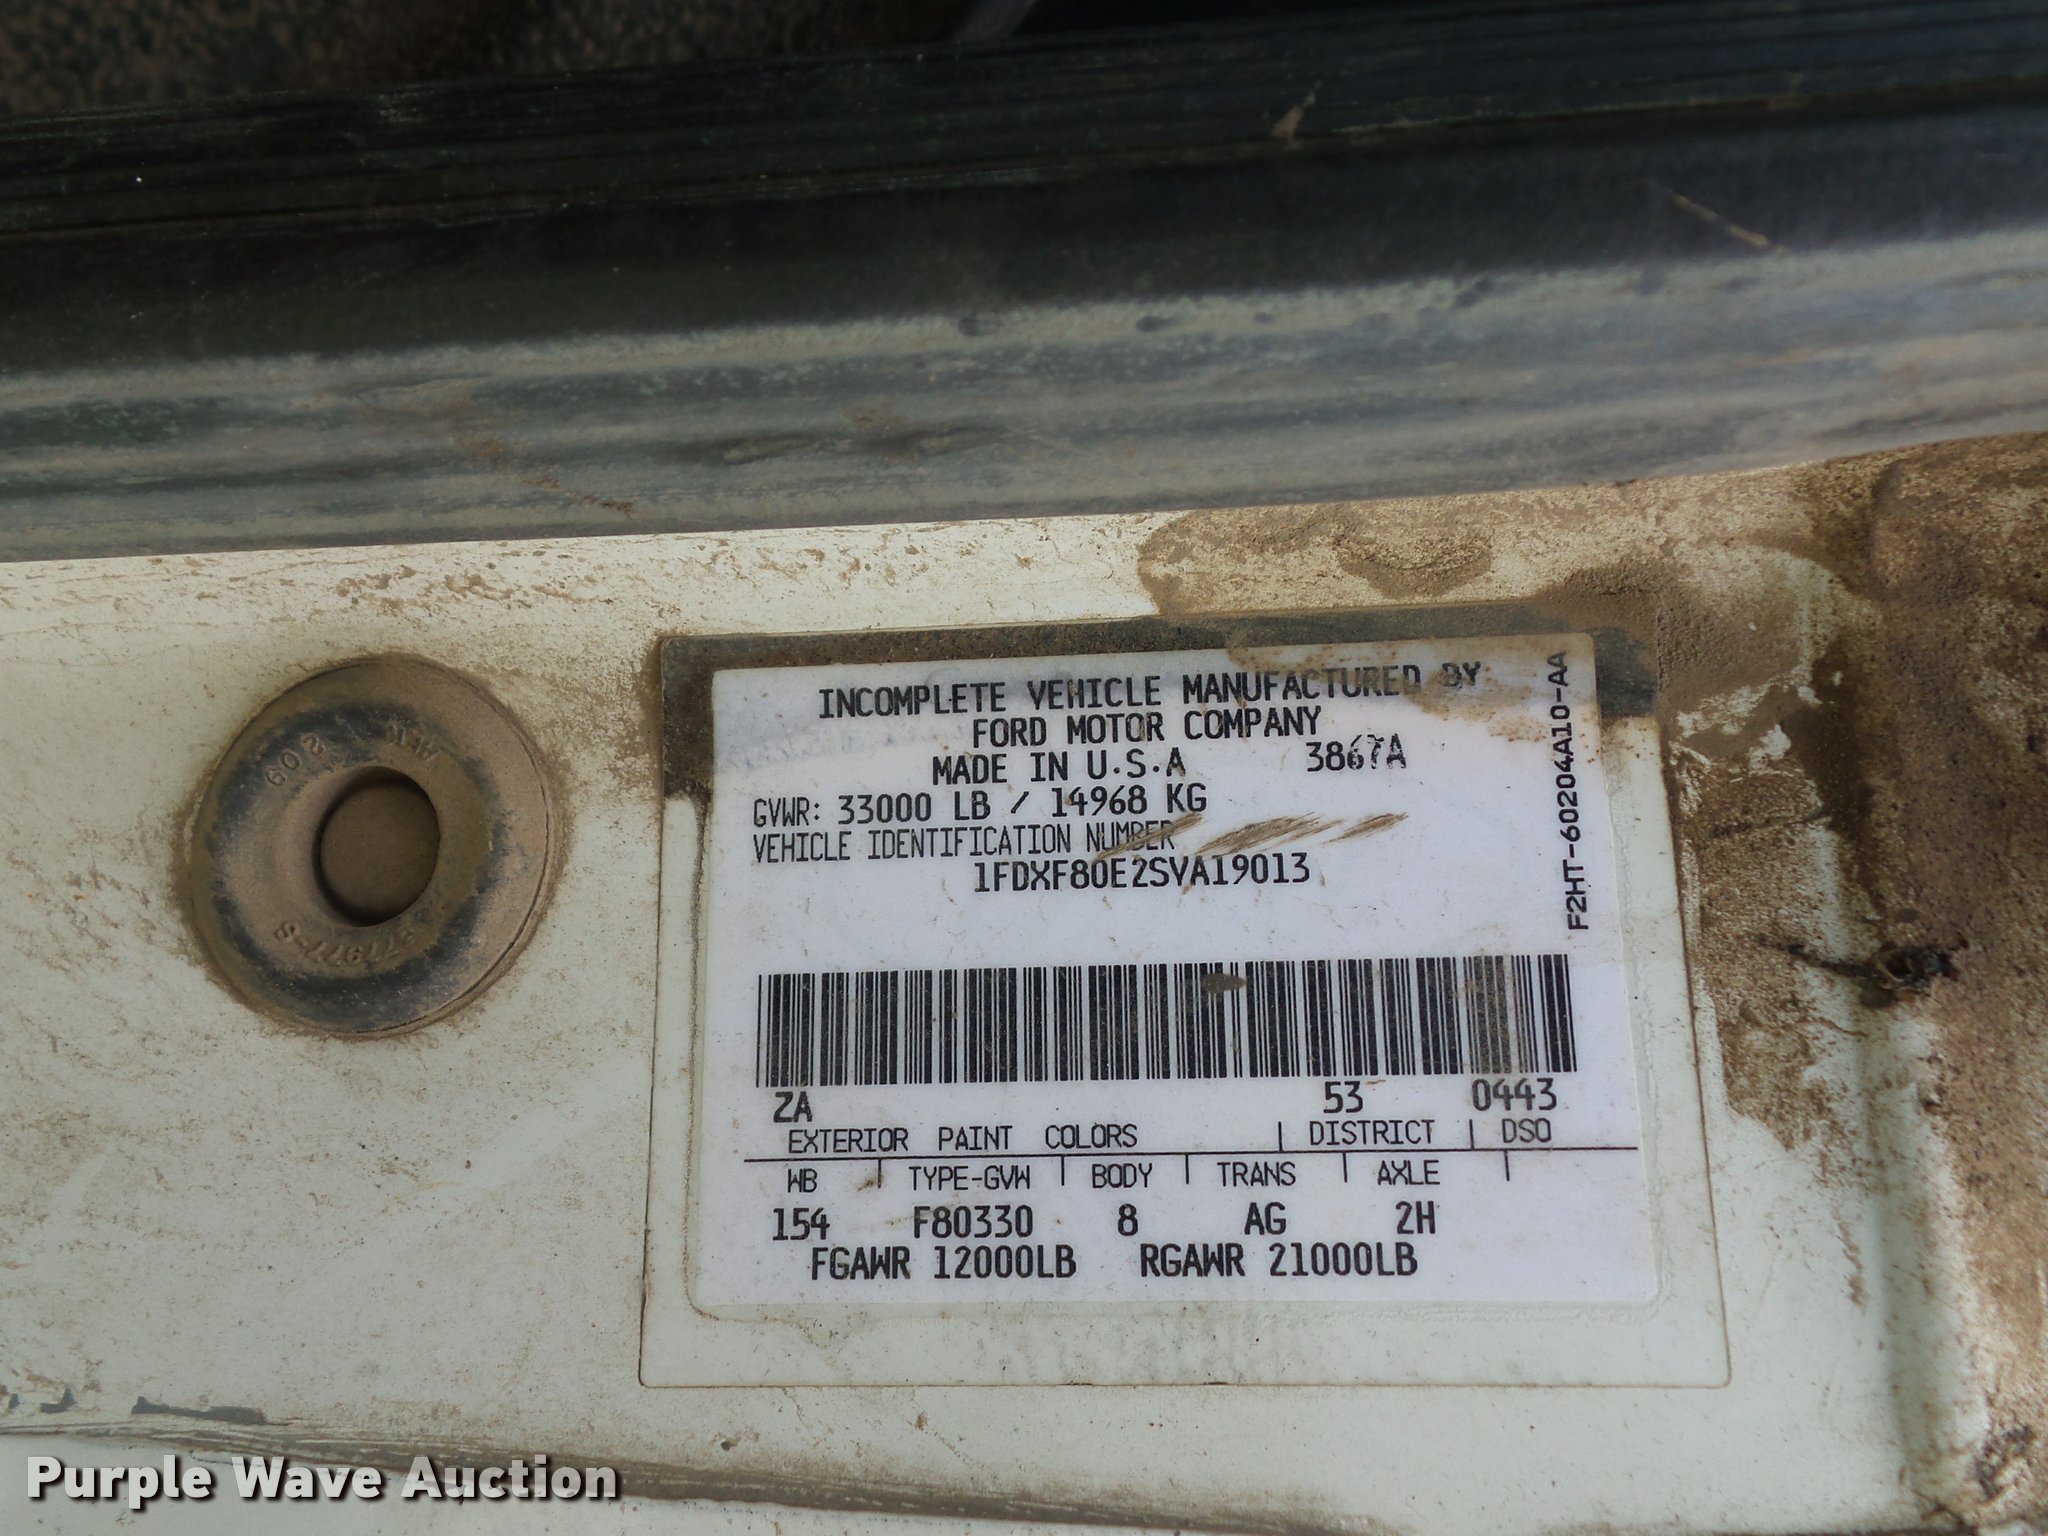 INCOMPLETE VEHICLE MANUFACTURED BY
FORD MOTOR COMPANY
MADE IN U.S.A 3867A
GVWR: 33000 LB / 14968 KG
VEHICLE IDENTIFICATION NUMBER
1FDXF80E2SVA19013
F2HT-60204A10-AA
ZA 53 0443
EXTERIOR PAINT COLORS DISTRICT DSO
WB TYPE-GVW BODY TRANS AXLE
154 F80330 8 AG 2H
FGAWR 12000LB RGAWR 21000LB
Purple Wave Auction